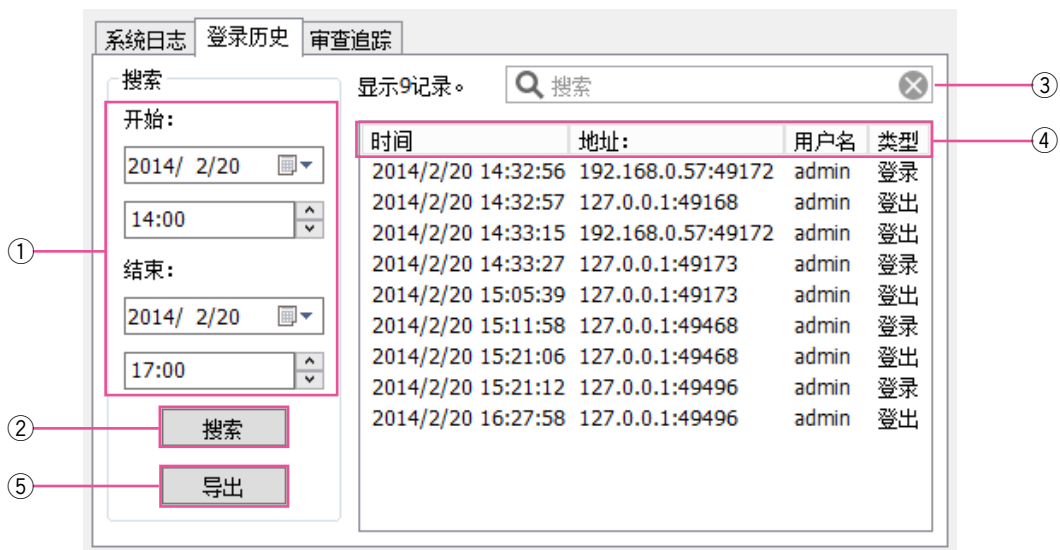 系统日志 登录历史 审查追踪
搜索
显示9记录。
搜索
③
开始：
时间 地址： 用户名 类型
④
2014/ 2/20
14:00
①
结束：
2014/ 2/20
17:00
② 搜索
⑤ 导出
2014/2/20 14:32:56 192.168.0.57:49172 admin 登录
2014/2/20 14:32:57 127.0.0.1:49168 admin 登出
2014/2/20 14:33:15 192.168.0.57:49172 admin 登出
2014/2/20 14:33:27 127.0.0.1:49173 admin 登录
2014/2/20 15:05:39 127.0.0.1:49173 admin 登出
2014/2/20 15:11:58 127.0.0.1:49468 admin 登录
2014/2/20 15:21:06 127.0.0.1:49468 admin 登出
2014/2/20 15:21:12 127.0.0.1:49496 admin 登录
2014/2/20 16:27:58 127.0.0.1:49496 admin 登出